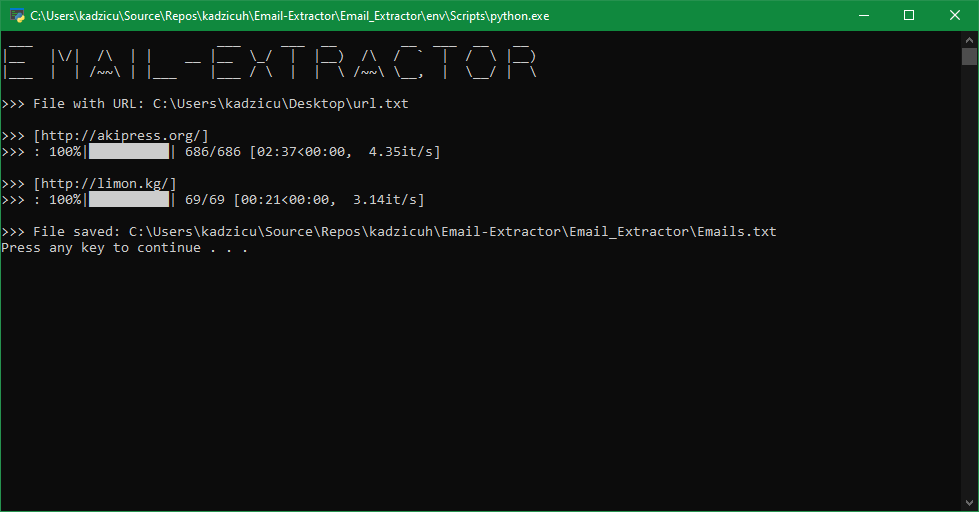 C:\Users\kadzicu\Source\Repos\kadzicuh\Email-Extractor\Email_Extractor\env\Scripts\python.exe
EMAIL-EXTRACTOR
>>> File with URL: C:\Users\kadzicu\Desktop\url.txt
>>> [http://akipress.org/]
>>> : 100%|██████████| 686/686 [02:37<00:00,  4.35it/s]
>>> [http://limon.kg/]
>>> : 100%|██████████| 69/69 [00:21<00:00,  3.14it/s]
>>> File saved: C:\Users\kadzicu\Source\Repos\kadzicuh\Email-Extractor\Email_Extractor\Emails.txt
Press any key to continue . . .